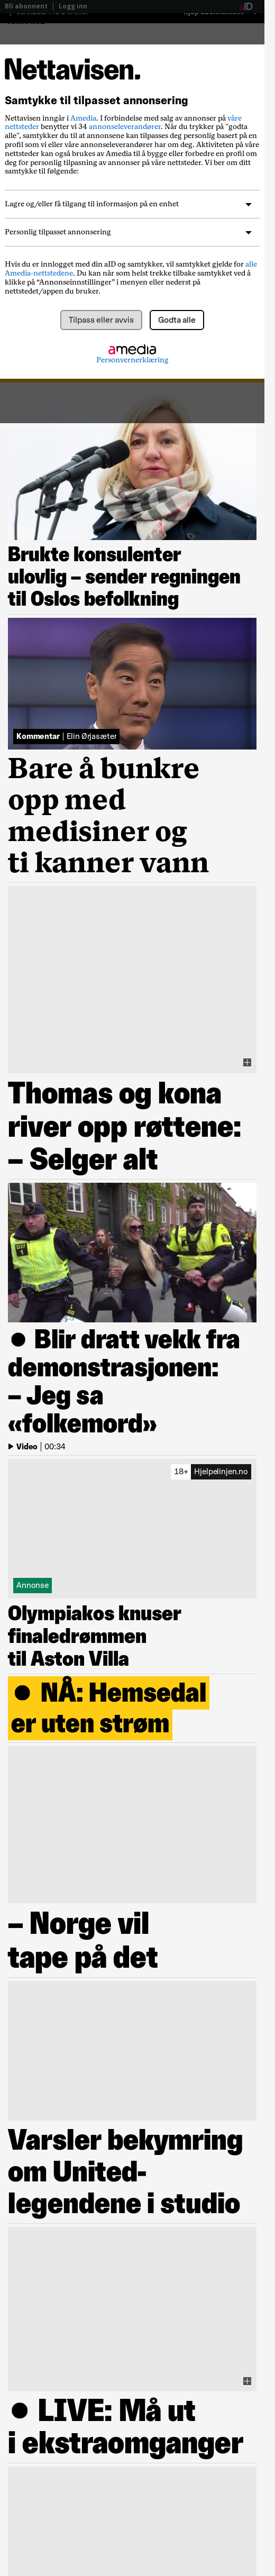 Bli abonnent | Logg inn
aID
Nettavisen.
Samtykke til tilpasset annonsering
Nettavisen inngår i Amedia. I forbindelse med salg av annonser på våre
nettsteder benytter vi 34 annonseleverandører. Når du trykker på "godta
alle", samtykker du til at annonsene kan tilpasses deg personlig basert på en
profil som vi eller våre annonseleverandører har om deg. Aktiviteten på våre
nettsteder kan også brukes av Amedia til å bygge eller forbedre en profil om
deg for personlig tilpasning av annonser på våre nettsteder. Vi ber om ditt
samtykke til følgende:
Lagre og/eller få tilgang til informasjon på en enhet
Personlig tilpasset annonsering
Hvis du er innlogget med din aID og samtykker, vil samtykket gjelde for alle
Amedia-nettstedene. Du kan når som helst trekke tilbake samtykket ved å
klikke på “Annonseinnstillinger” i menyen eller nederst på
nettstedet/appen du bruker.
Tilpass eller avvis
Godta alle
amedia
Personvernerklæring
Brukte konsulenter
ulovlig – sender regningen
til Oslos befolkning
Kommentar | Elin Ørjasæter
Bare å bunkre
opp med
medisiner og
ti kanner vann
Thomas og kona
river opp røttene:
– Selger alt
● Blir dratt vekk fra
demonstrasjonen:
– Jeg sa
«folkemord»
Video | 00:34
18+ Hjelpelinjen.no
Annonse
Olympiakos knuser
finaledrømmen
til Aston Villa
● NÅ: Hemsedal
er uten strøm
– Norge vil
tape på det
Varsler bekymring
om United-
legendene i studio
● LIVE: Må ut
i ekstraomganger